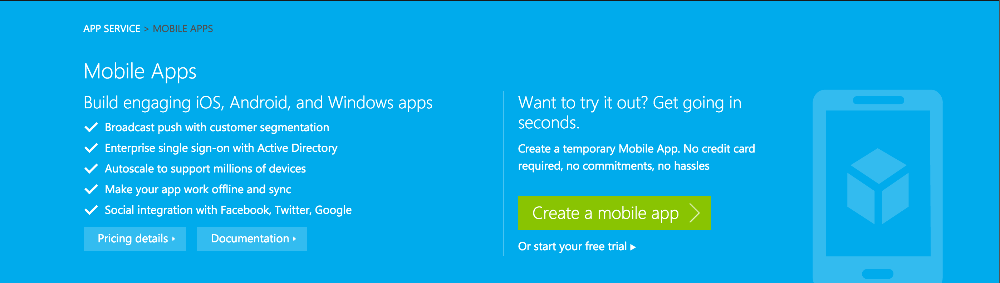 APP SERVICE > MOBILE APPS
Mobile Apps
Build engaging iOS, Android, and Windows apps
Broadcast push with customer segmentation
Enterprise single sign-on with Active Directory
Autoscale to support millions of devices
Make your app work offline and sync
Social integration with Facebook, Twitter, Google
Pricing details
Documentation
Want to try it out? Get going in
seconds.
Create a temporary Mobile App. No credit card
required, no commitments, no hassles
Create a mobile app
Or start your free trial